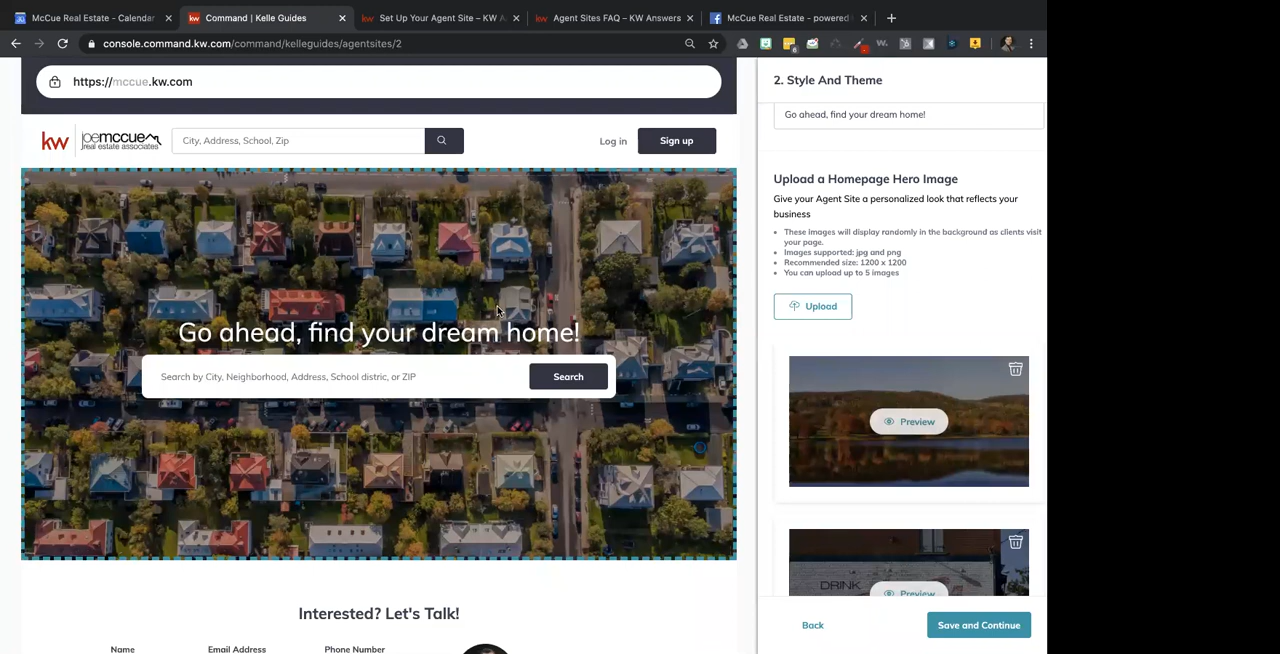 McCue Real Estate - Calendar
Command | Kelle Guides
Set Up Your Agent Site – KW A
Agent Sites FAQ – KW Answers
McCue Real Estate - powered
console.command.kw.com/command/kelleguides/agentsites/2
https://mccue.kw.com
kw
joemccue
real estate associates
City, Address, School, Zip
Log in
Sign up
Go ahead, find your dream home!
Search by City, Neighborhood, Address, School distric, or ZIP
Search
Interested? Let's Talk!
Name
Email Address
Phone Number
2. Style And Theme
Go ahead, find your dream home!
Upload a Homepage Hero Image
Give your Agent Site a personalized look that reflects your
business
These images will display randomly in the background as clients visit
your page.
Images supported: jpg and png
Recommended size: 1200 x 1200
You can upload up to 5 images
Upload
Preview
DRINK
Preview
Back
Save and Continue